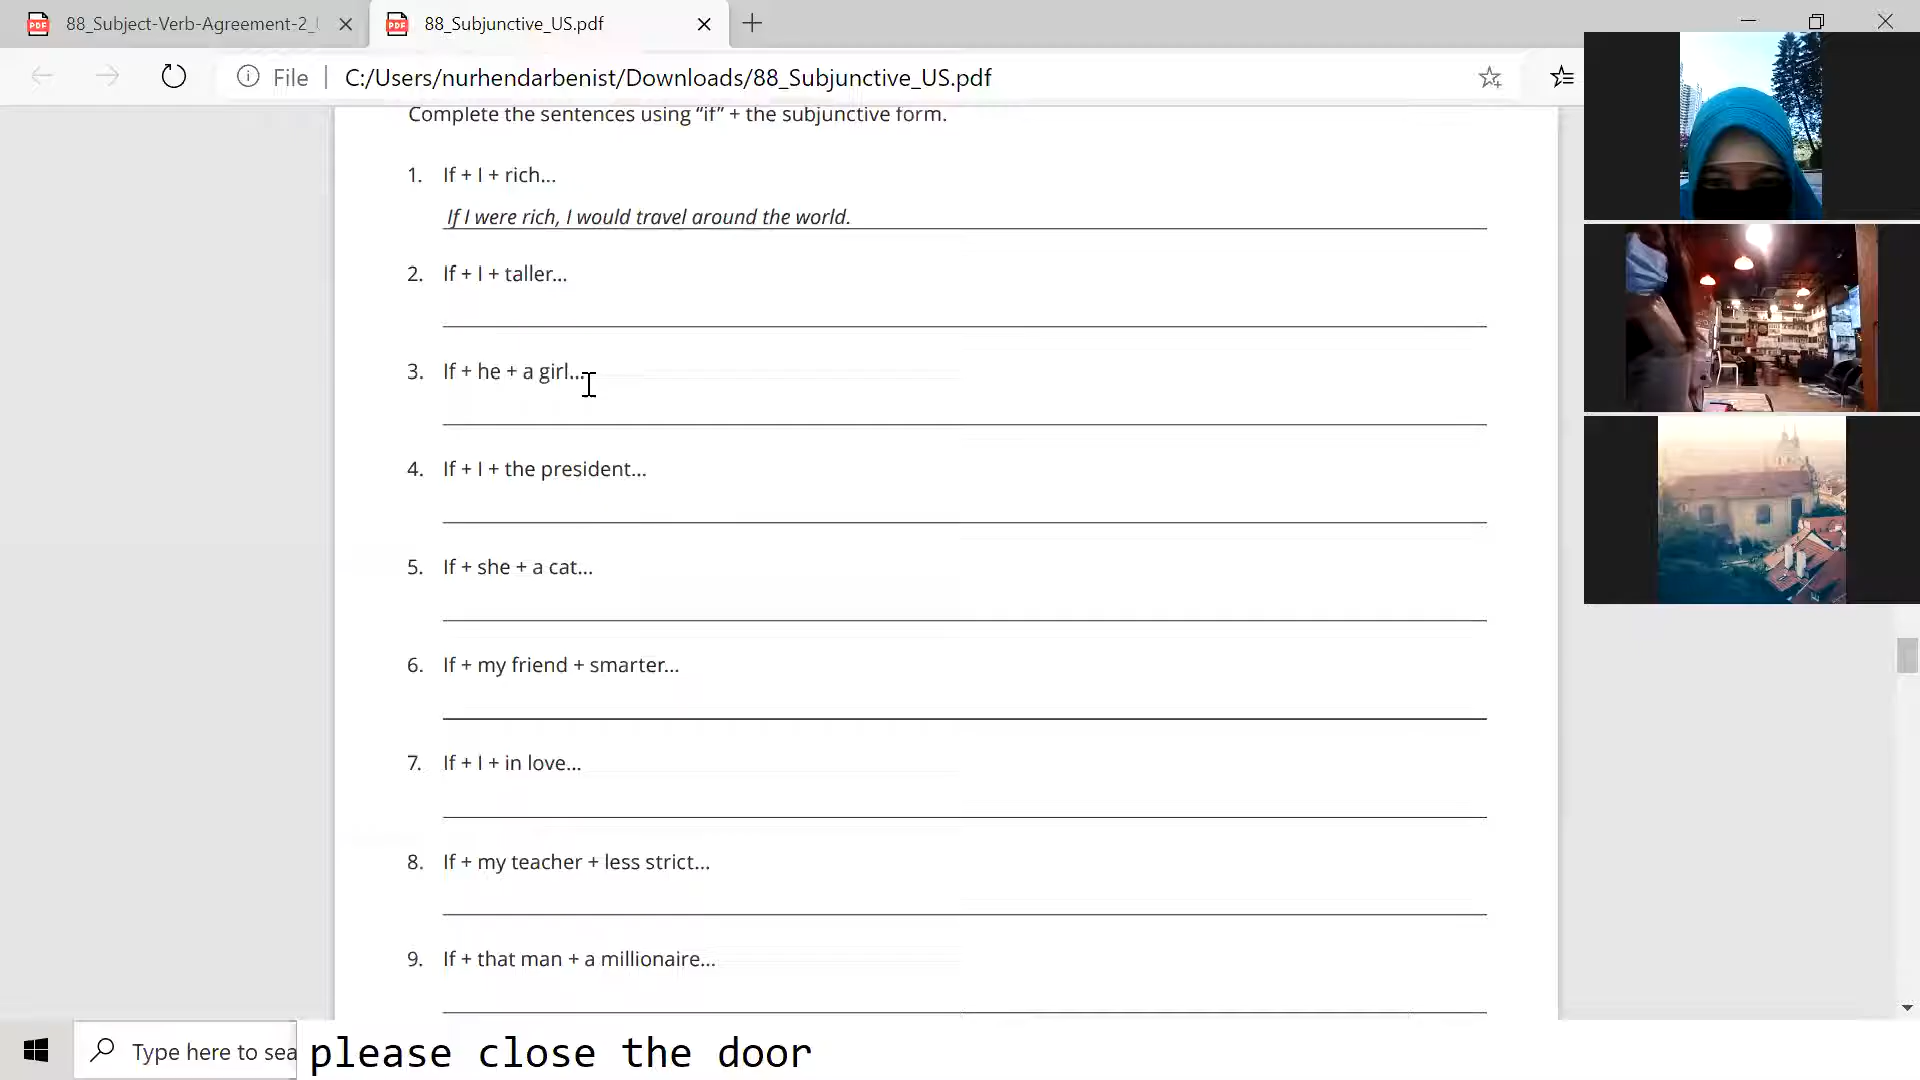 88_Subject-Verb-Agreement-2_
88_Subjunctive_US.pdf
File
C:/Users/nurhendarbenist/Downloads/88_Subjunctive_US.pdf
Complete the sentences using “if” + the subjunctive form.
1. If + I + rich...
If I were rich, I would travel around the world.
2. If + I + taller...
3. If + he + a girl...
4. If + I + the president...
5. If + she + a cat...
6. If + my friend + smarter...
7. If + I + in love...
8. If + my teacher + less strict...
9. If + that man + a millionaire...
Type here to sea
please close the door